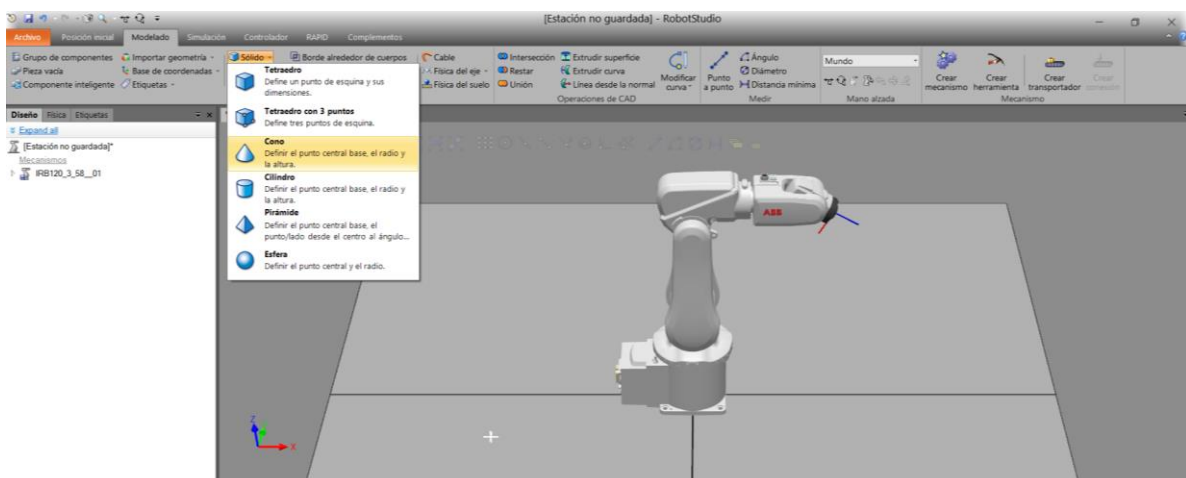 [Estación no guardada] - RobotStudio
Archivo Posición inicial Modelado Simulación Controlador RAPID Complementos
Grupo de componentes Importar geometría Sólido Borde alrededor de cuerpos Cable Intersección Extrudir superficie Ángulo Mundo
Pieza vacía Base de coordenadas Física del eje Restar Extrudir curva Modificar curva Punto a punto Diámetro Crear mecanismo Crear herramienta Crear transportador Crear
Componente inteligente Etiquetas Física del suelo Unión Línea desde la normal Distancia mínima
Operaciones de CAD Medir Mano alzada Mecanismo
Diseño Física Etiquetas
Expand all
[Estación no guardada]*
Mecanismos
IRB120_3_58__01
Tetraedro
Define un punto de esquina y sus
dimensiones.
Tetraedro con 3 puntos
Define tres puntos de esquina.
Cono
Definir el punto central base, el radio y
la altura.
Cilindro
Definir el punto central base, el radio y
la altura.
Pirámide
Definir el punto central base, el
punto/lado desde el centro al ángulo...
Esfera
Definir el punto central y el radio.
ABB
Z
X